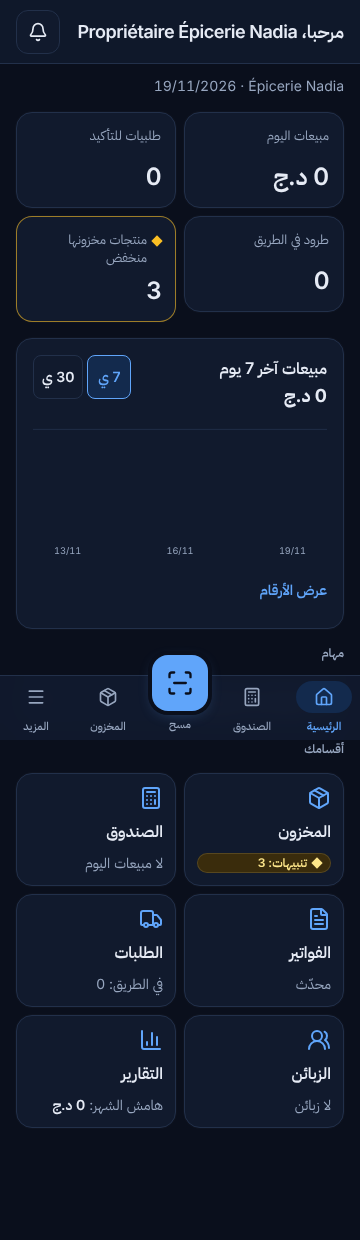 مرحبا، Propriétaire Épicerie Nadia
19/11/2026 · Épicerie Nadia
مبيعات اليوم
0 د.ج
طلبيات للتأكيد
0
طرود في الطريق
0
منتجات مخزونها
منخفض
3
مبيعات آخر 7 يوم
0 د.ج
7 ي
30 ي
13/11
16/11
19/11
عرض الأرقام
مهام
الرئيسية
الصندوق
مسح
المخزون
المزيد
أقسامك
المخزون
تنبيهات: 3
الصندوق
لا مبيعات اليوم
الفواتير
محدّث
الطلبات
في الطريق: 0
الزبائن
لا زبائن
التقارير
هامش الشهر: 0 د.ج